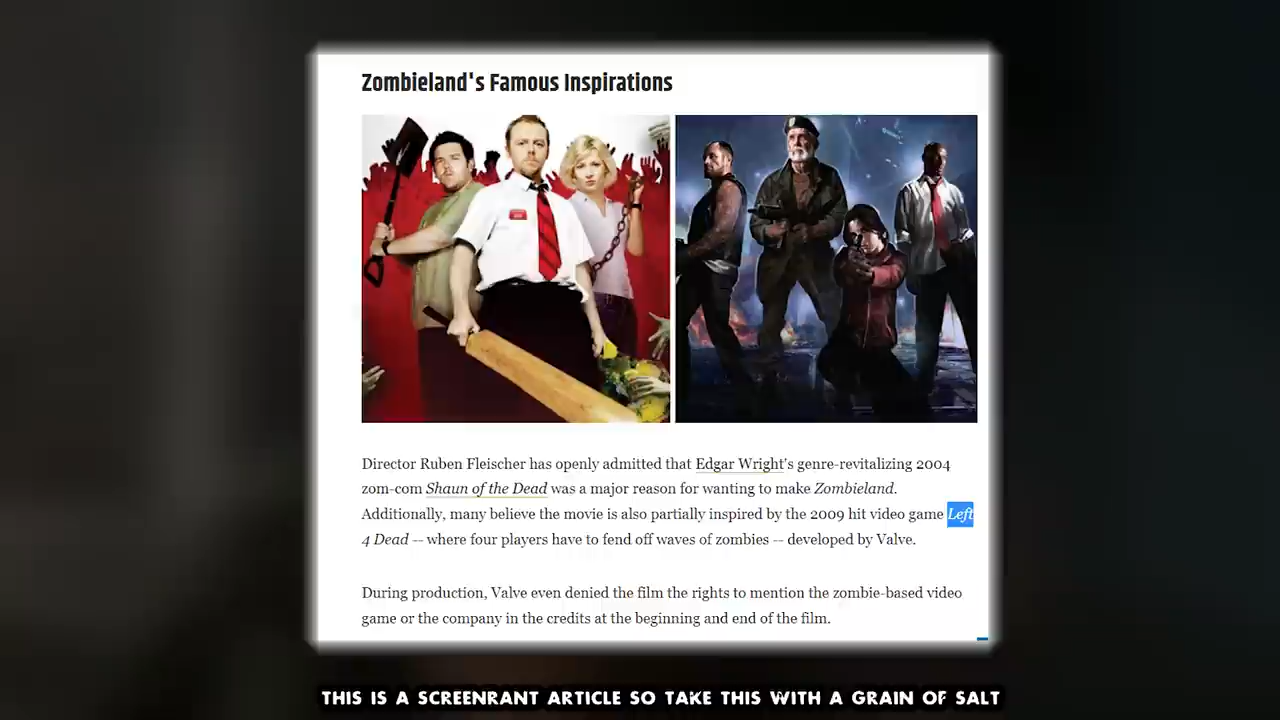 Zombieland's Famous Inspirations
Director Ruben Fleischer has openly admitted that Edgar Wright's genre-revitalizing 2004
zom-com Shaun of the Dead was a major reason for wanting to make Zombieland.
Additionally, many believe the movie is also partially inspired by the 2009 hit video game Left
4 Dead -- where four players have to fend off waves of zombies -- developed by Valve.
During production, Valve even denied the film the rights to mention the zombie-based video
game or the company in the credits at the beginning and end of the film.
THIS IS A SCREENRANT ARTICLE SO TAKE THIS WITH A GRAIN OF SALT